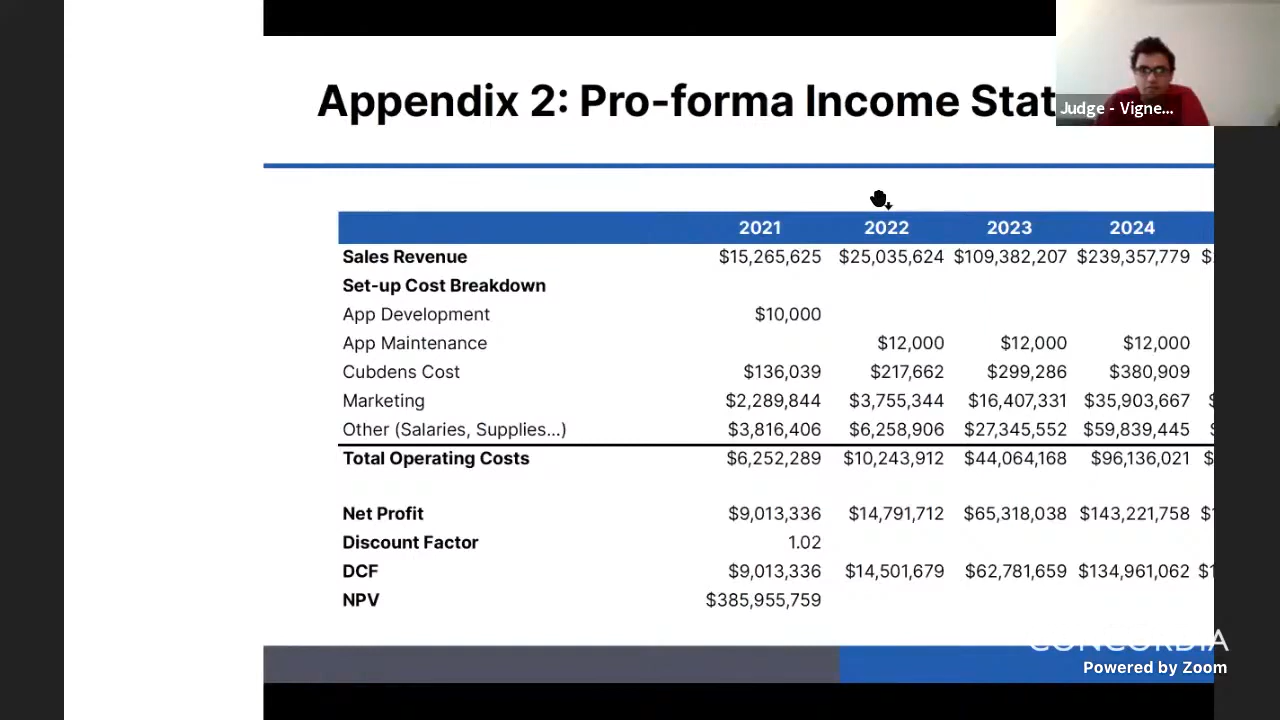 Appendix 2: Pro-forma Income Stat
Judge - Vigne...
2021 2022 2023 2024
Sales Revenue $15,265,625 $25,035,624 $109,382,207 $239,357,779 $
Set-up Cost Breakdown
App Development $10,000
App Maintenance $12,000 $12,000 $12,000
Cubdens Cost $136,039 $217,662 $299,286 $380,909
Marketing $2,289,844 $3,755,344 $16,407,331 $35,903,667 $
Other (Salaries, Supplies...) $3,816,406 $6,258,906 $27,345,552 $59,839,445 $
Total Operating Costs $6,252,289 $10,243,912 $44,064,168 $96,136,021 $
Net Profit $9,013,336 $14,791,712 $65,318,038 $143,221,758 $1
Discount Factor 1.02
DCF $9,013,336 $14,501,679 $62,781,659 $134,961,062 $1
NPV $385,955,759
CONCORDIA
Powered by Zoom